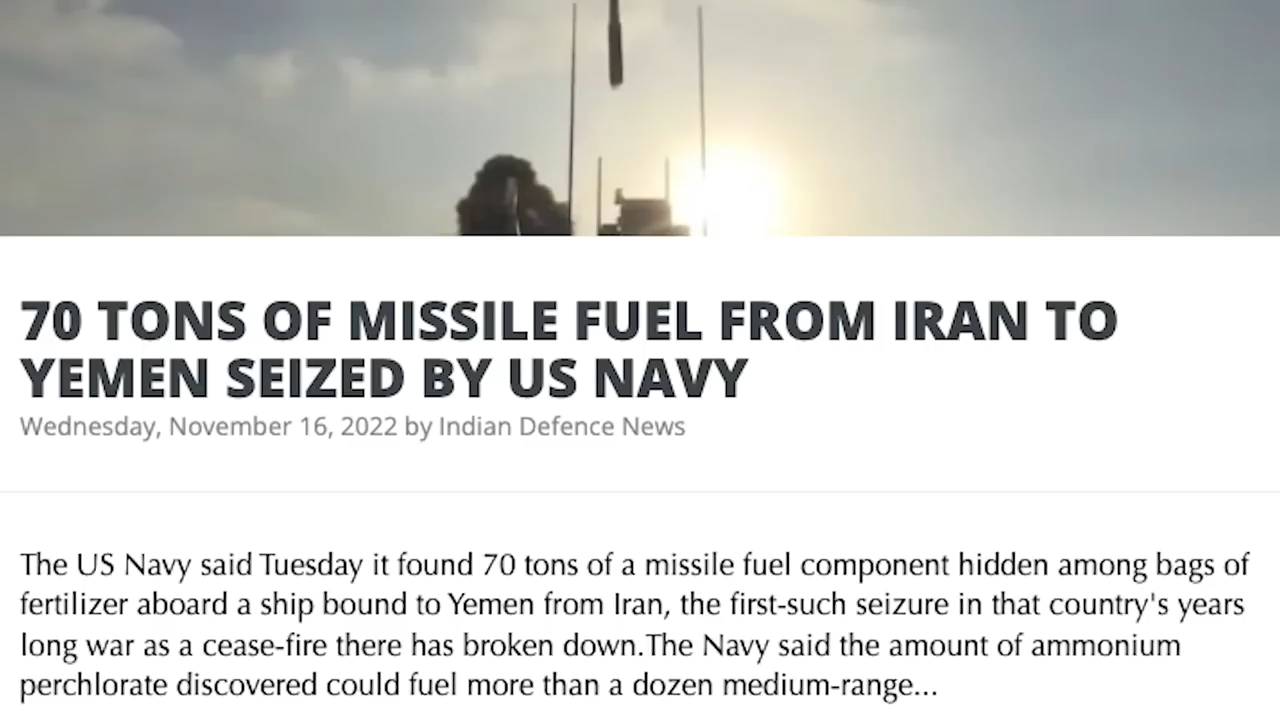 70 TONS OF MISSILE FUEL FROM IRAN TO
YEMEN SEIZED BY US NAVY
Wednesday, November 16, 2022 by Indian Defence News
The US Navy said Tuesday it found 70 tons of a missile fuel component hidden among bags of
fertilizer aboard a ship bound to Yemen from Iran, the first-such seizure in that country's years
long war as a cease-fire there has broken down.The Navy said the amount of ammonium
perchlorate discovered could fuel more than a dozen medium-range...